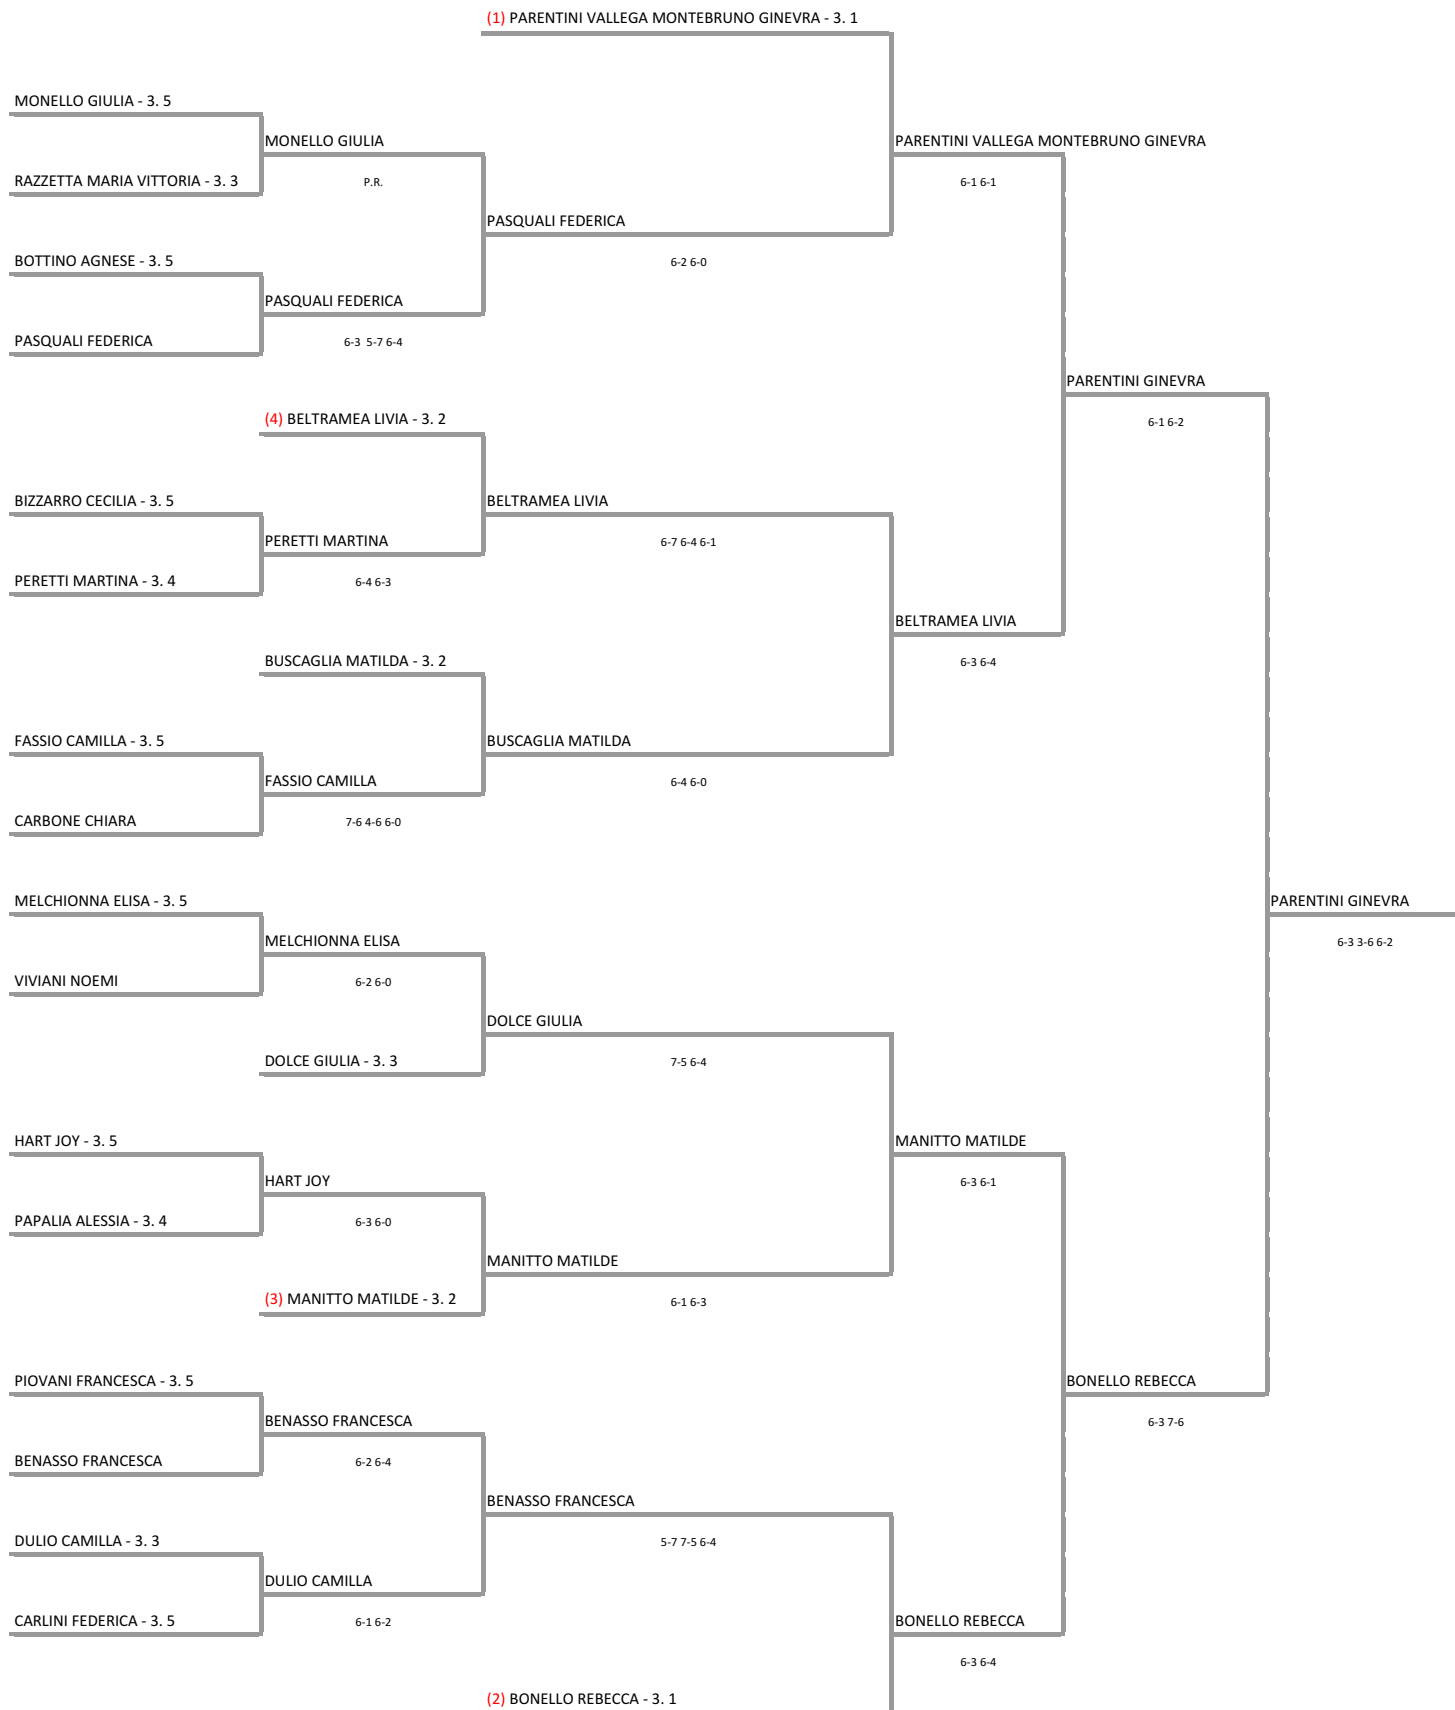 (1) PARENTINI VALLEGA MONTEBRUNO GINEVRA - 3. 1
MONELLO GIULIA - 3. 5
MONELLO GIULIA
PARENTINI VALLEGA MONTEBRUNO GINEVRA
RAZZETTA MARIA VITTORIA - 3. 3
P.R.
6-1 6-1
PASQUALI FEDERICA
BOTTINO AGNESE - 3. 5
6-2 6-0
PASQUALI FEDERICA
PASQUALI FEDERICA
6-3 5-7 6-4
PARENTINI GINEVRA
(4) BELTRAMEA LIVIA - 3. 2
6-1 6-2
BIZZARRO CECILIA - 3. 5
BELTRAMEA LIVIA
PERETTI MARTINA
6-7 6-4 6-1
PERETTI MARTINA - 3. 4
6-4 6-3
BELTRAMEA LIVIA
BUSCAGLIA MATILDA - 3. 2
6-3 6-4
FASSIO CAMILLA - 3. 5
BUSCAGLIA MATILDA
FASSIO CAMILLA
6-4 6-0
CARBONE CHIARA
7-6 4-6 6-0
MELCHIONNA ELISA - 3. 5
PARENTINI GINEVRA
MELCHIONNA ELISA
6-3 3-6 6-2
VIVIANI NOEMI
6-2 6-0
DOLCE GIULIA
DOLCE GIULIA - 3. 3
7-5 6-4
HART JOY - 3. 5
MANITTO MATILDE
HART JOY
6-3 6-1
PAPALIA ALESSIA - 3. 4
6-3 6-0
MANITTO MATILDE
(3) MANITTO MATILDE - 3. 2
6-1 6-3
PIOVANI FRANCESCA - 3. 5
BONELLO REBECCA
BENASSO FRANCESCA
6-3 7-6
BENASSO FRANCESCA
6-2 6-4
BENASSO FRANCESCA
DULIO CAMILLA - 3. 3
5-7 7-5 6-4
DULIO CAMILLA
CARLINI FEDERICA - 3. 5
6-1 6-2
BONELLO REBECCA
6-3 6-4
(2) BONELLO REBECCA - 3. 1